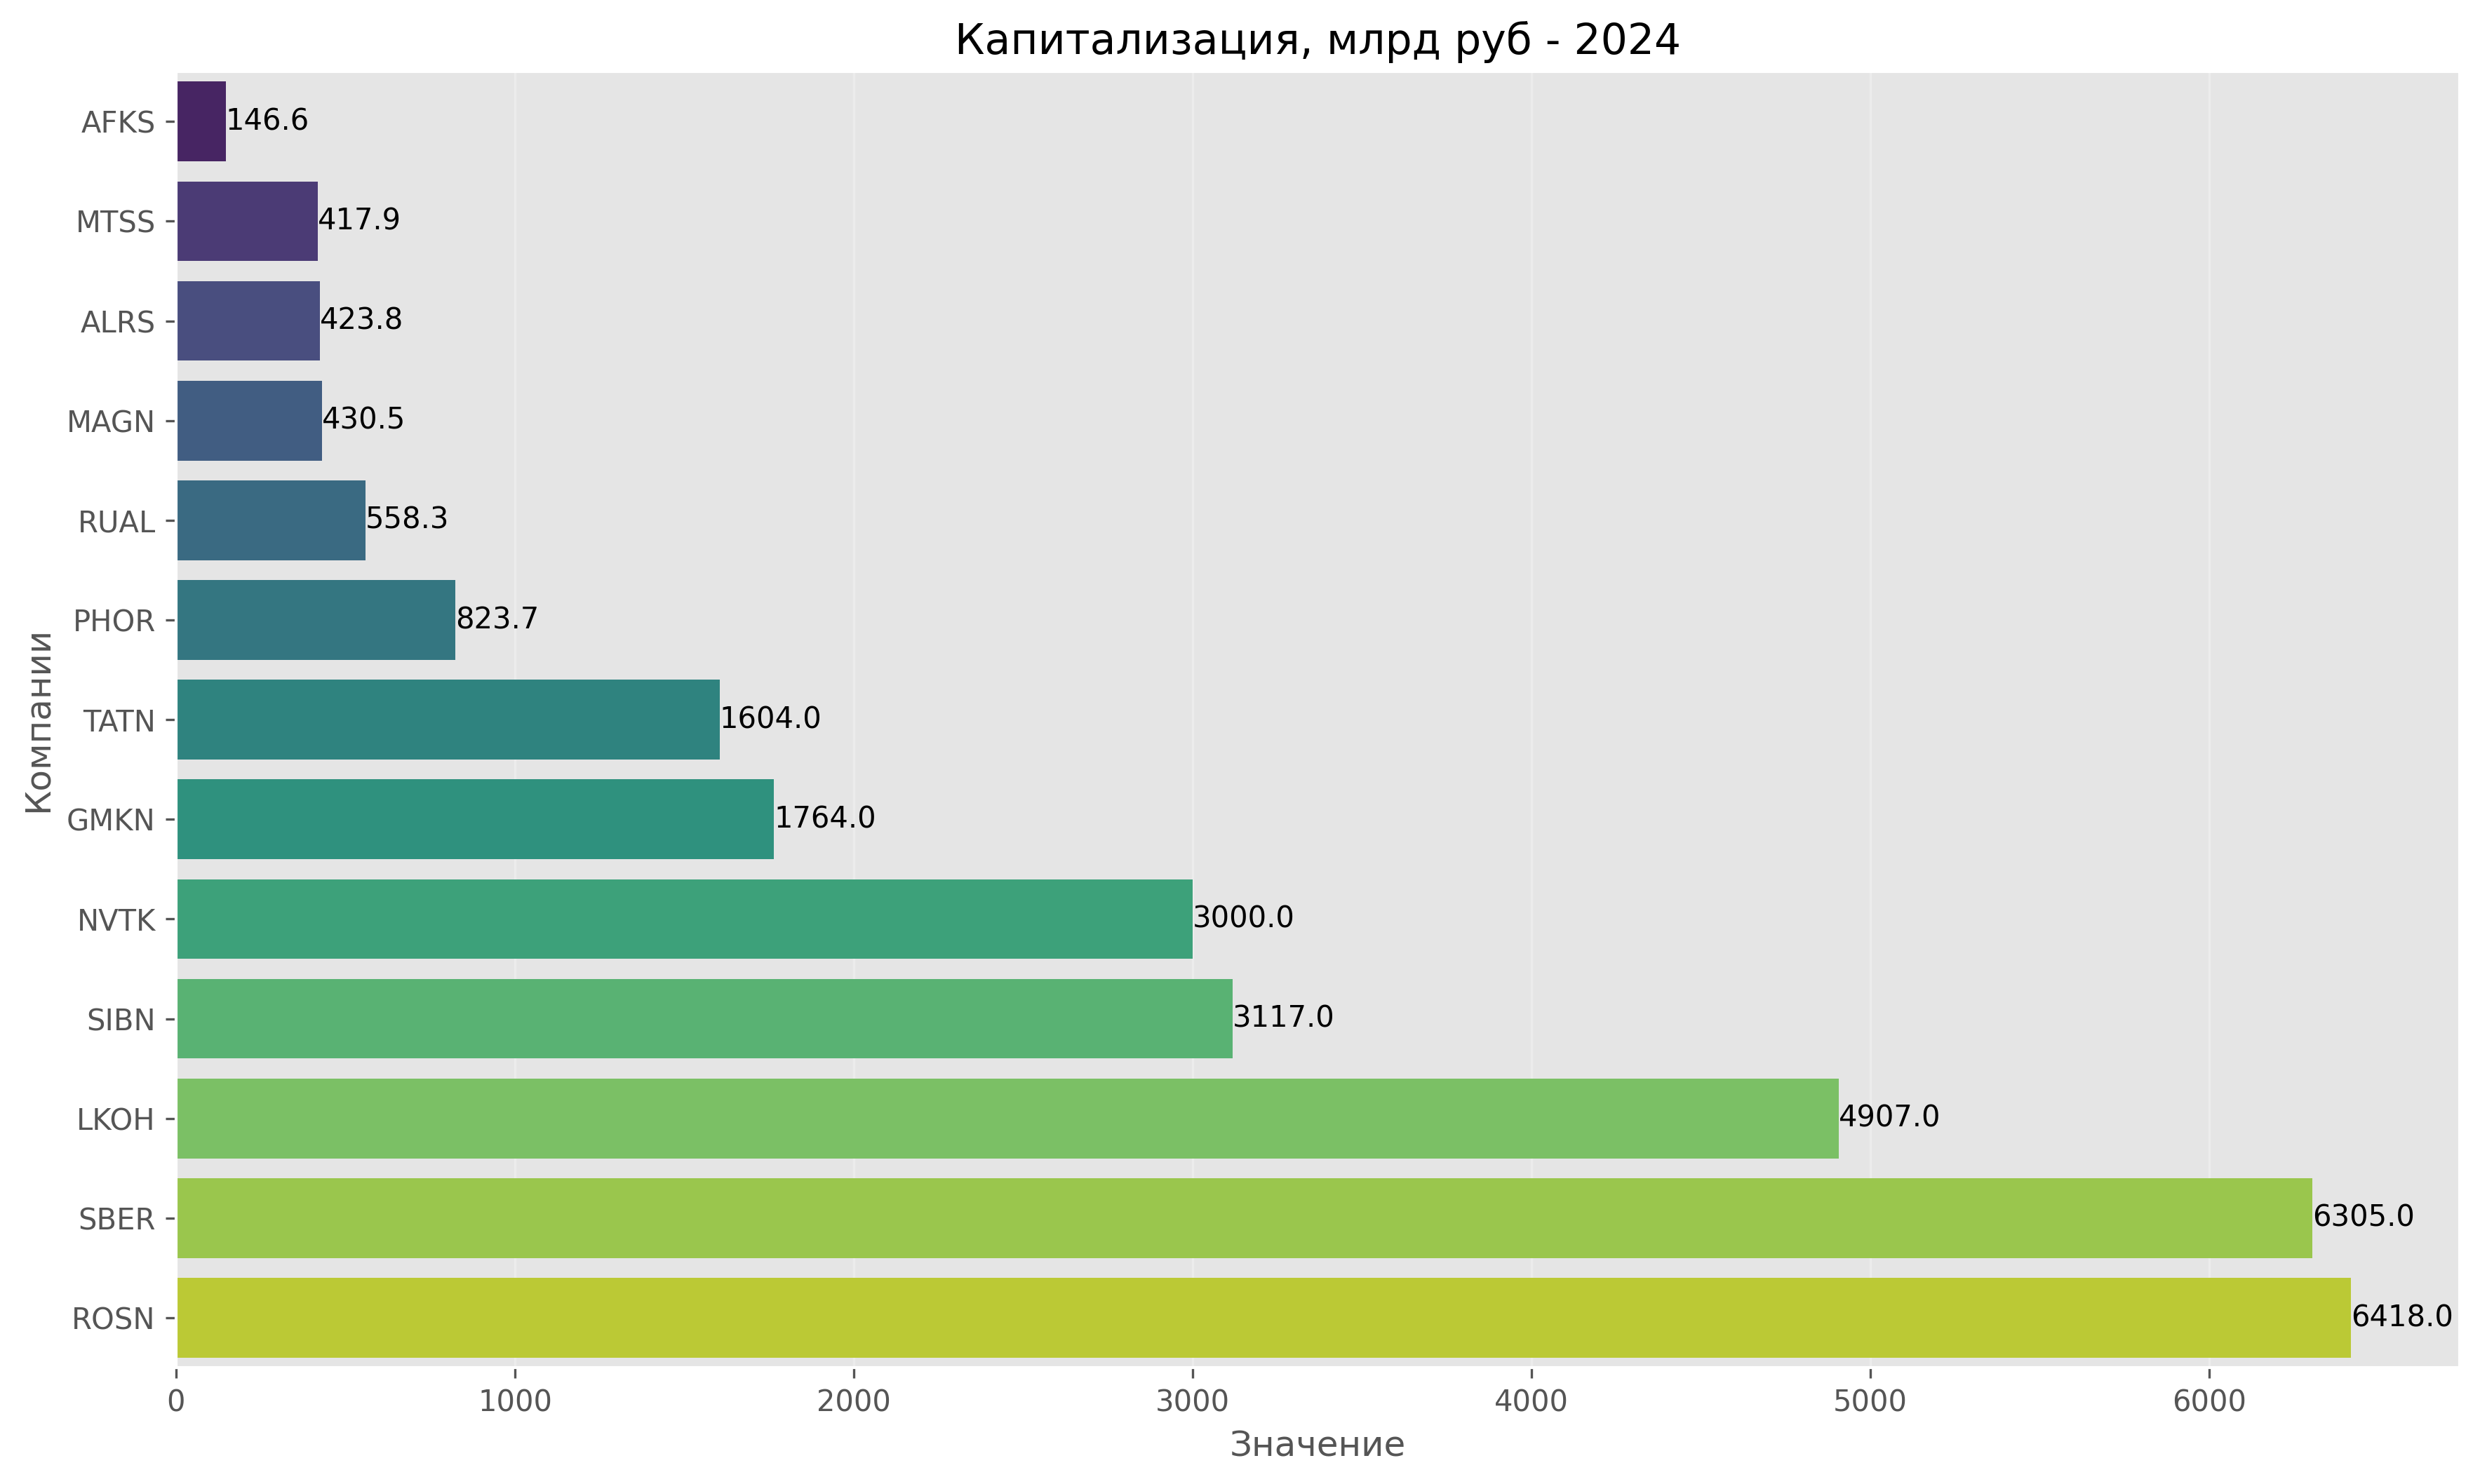 Капитализация, млрд руб - 2024
Компании
AFKS 146.6
MTSS 417.9
ALRS 423.8
MAGN 430.5
RUAL 558.3
PHOR 823.7
TATN 1604.0
GMKN 1764.0
NVTK 3000.0
SIBN 3117.0
LKOH 4907.0
SBER 6305.0
ROSN 6418.0
0 1000 2000 3000 4000 5000 6000
Значение